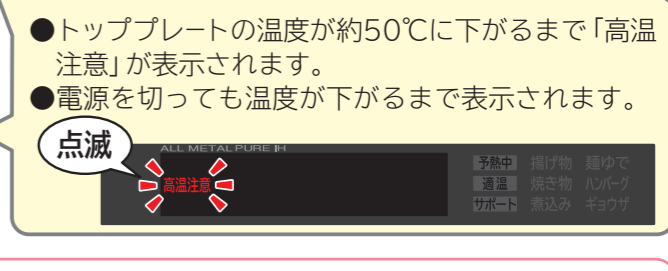 ●トッププレートの温度が約50℃に下がるまで「高温
注意」が表示されます。
●電源を切っても温度が下がるまで表示されます。
点滅
ALL METAL PURE IH
高温注意
予熱中 揚げ物 麺ゆで
適温 焼き物 ハンバーグ
サポート 煮込み ギョウザ